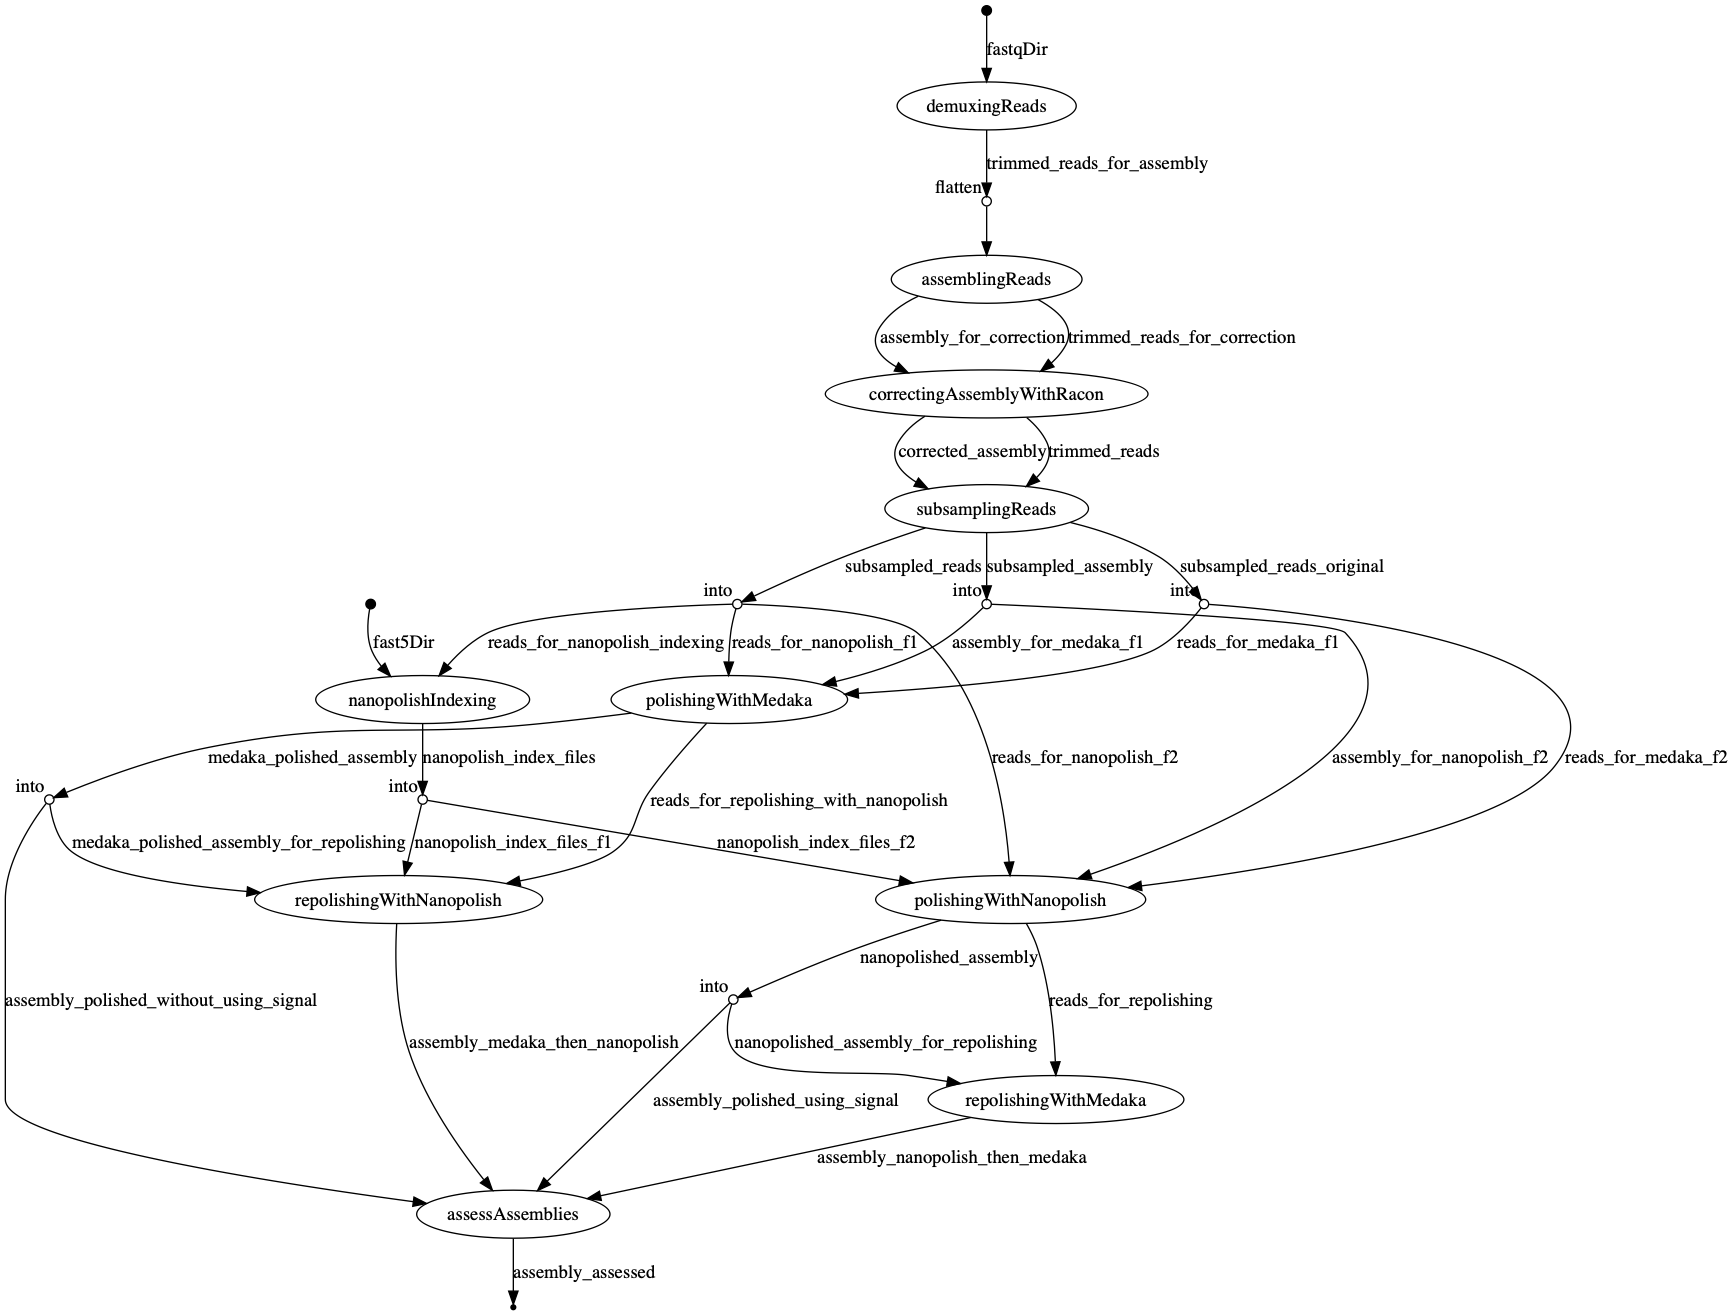 fastqDir
demuxingReads
trimmed_reads_for_assembly
flatten
assemblingReads
assembly_for_correction
trimmed_reads_for_correction
correctingAssemblyWithRacon
corrected_assembly
trimmed_reads
subsamplingReads
subsampled_reads
subsampled_assembly
subsampled_reads_original
into
into
into
fast5Dir
reads_for_nanopolish_indexing
reads_for_nanopolish_f1
assembly_for_medaka_f1
reads_for_medaka_f1
nanopolishIndexing
polishingWithMedaka
medaka_polished_assembly
nanopolish_index_files
reads_for_nanopolish_f2
assembly_for_nanopolish_f2
reads_for_medaka_f2
into
into
reads_for_repolishing_with_nanopolish
medaka_polished_assembly_for_repolishing
nanopolish_index_files_f1
nanopolish_index_files_f2
repolishingWithNanopolish
polishingWithNanopolish
nanopolished_assembly
into
assembly_polished_without_using_signal
reads_for_repolishing
assembly_medaka_then_nanopolish
nanopolished_assembly_for_repolishing
assembly_polished_using_signal
repolishingWithMedaka
assembly_nanopolish_then_medaka
assessAssemblies
assembly_assessed